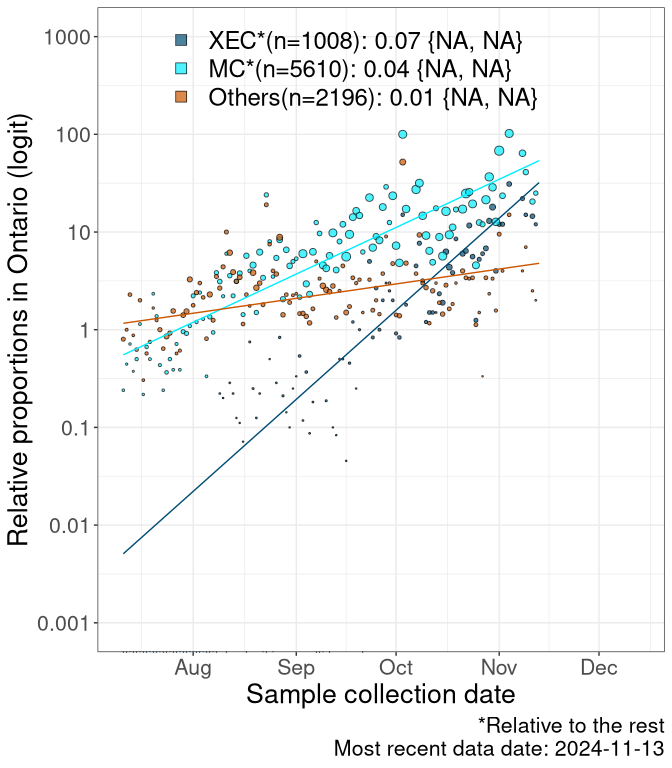 XEC*(n=1008): 0.07 {NA, NA}
MC*(n=5610): 0.04 {NA, NA}
Others(n=2196): 0.01 {NA, NA}
Relative proportions in Ontario (logit)
1000
100
10
1
0.1
0.01
0.001
Aug Sep Oct Nov Dec
Sample collection date
*Relative to the rest
Most recent data date: 2024-11-13